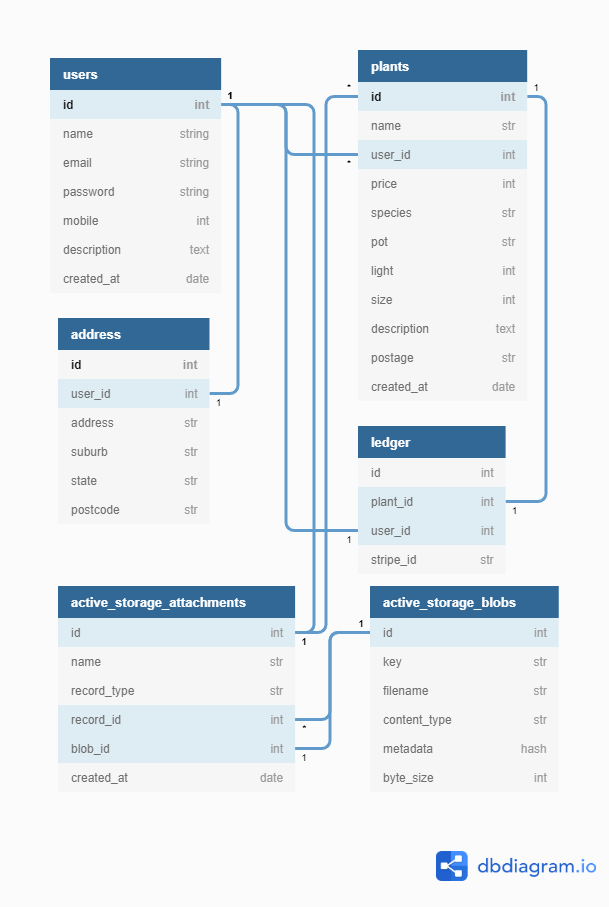 users
id int
name string
email string
password string
mobile int
description text
created_at date
1
address
id int
user_id int
address str
suburb str
state str
postcode str
1
plants
id int
name str
user_id int
price int
species str
pot str
light int
size int
description text
postage str
created_at date
*
1
*
ledger
id int
plant_id int
user_id int
stripe_id str
1
1
active_storage_attachments
id int
name str
record_type str
record_id int
blob_id int
created_at date
1
*
1
active_storage_blobs
id int
key str
filename str
content_type str
metadata hash
byte_size int
1
dbdiagram.io